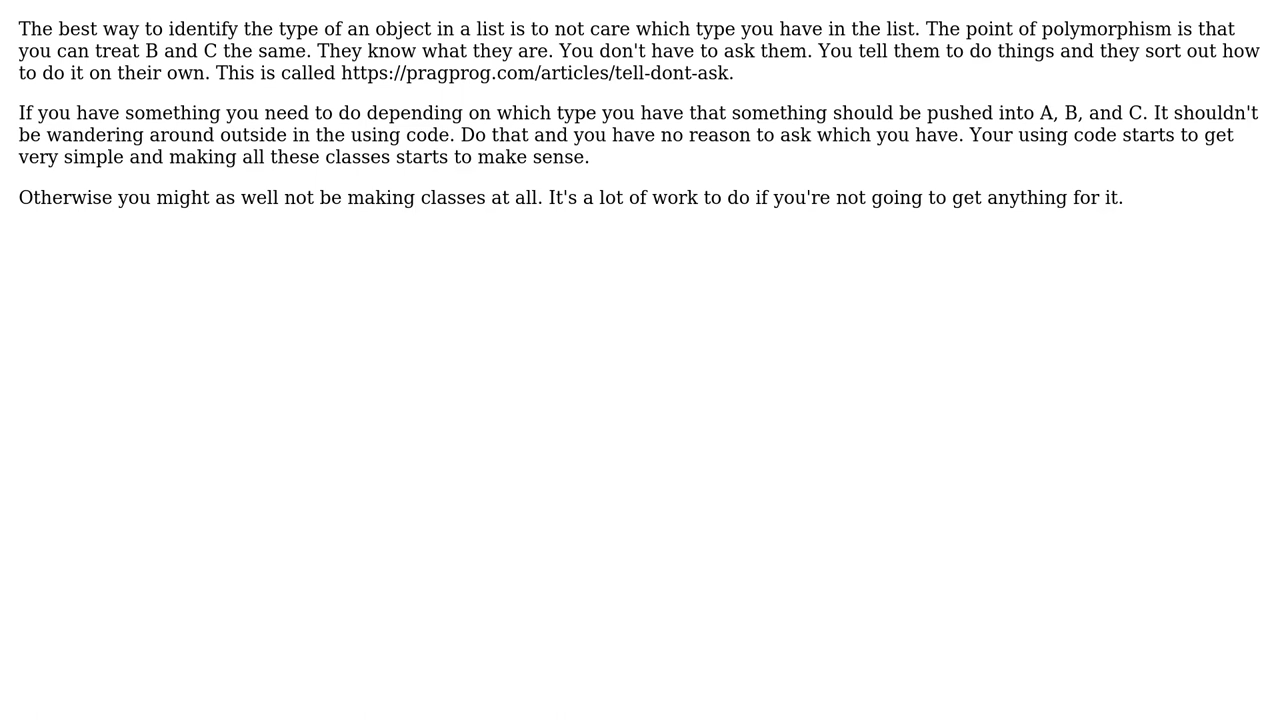 The best way to identify the type of an object in a list is to not care which type you have in the list. The point of polymorphism is that
you can treat B and C the same. They know what they are. You don't have to ask them. You tell them to do things and they sort out how
to do it on their own. This is called https://pragprog.com/articles/tell-dont-ask.
If you have something you need to do depending on which type you have that something should be pushed into A, B, and C. It shouldn't
be wandering around outside in the using code. Do that and you have no reason to ask which you have. Your using code starts to get
very simple and making all these classes starts to make sense.
Otherwise you might as well not be making classes at all. It's a lot of work to do if you're not going to get anything for it.